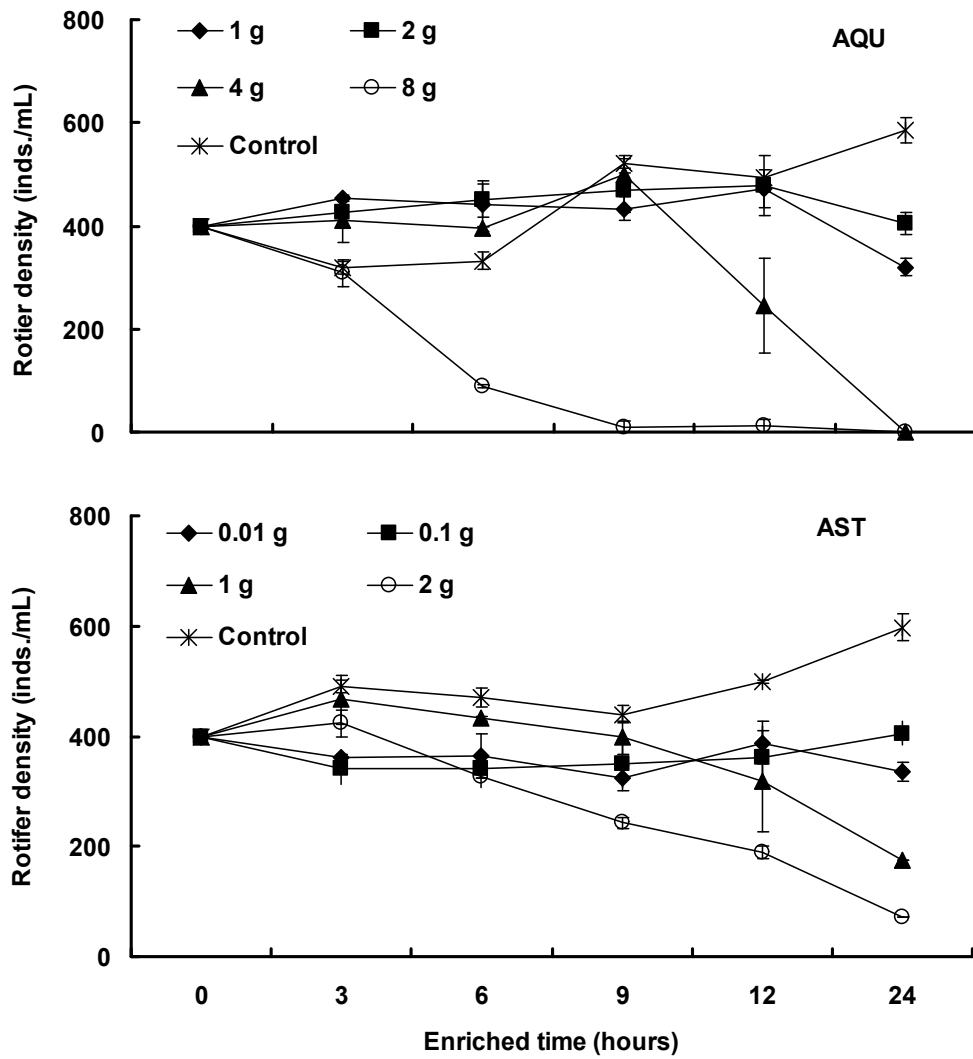 800
1 g
2 g
AQU
4 g
8 g
600
Control
400
200
0
Rotier density (inds./mL)
800
0.01 g
0.1 g
AST
1 g
2 g
600
Control
400
200
0
Rotifer density (inds./mL)
0 3 6 9 12 24
Enriched time (hours)